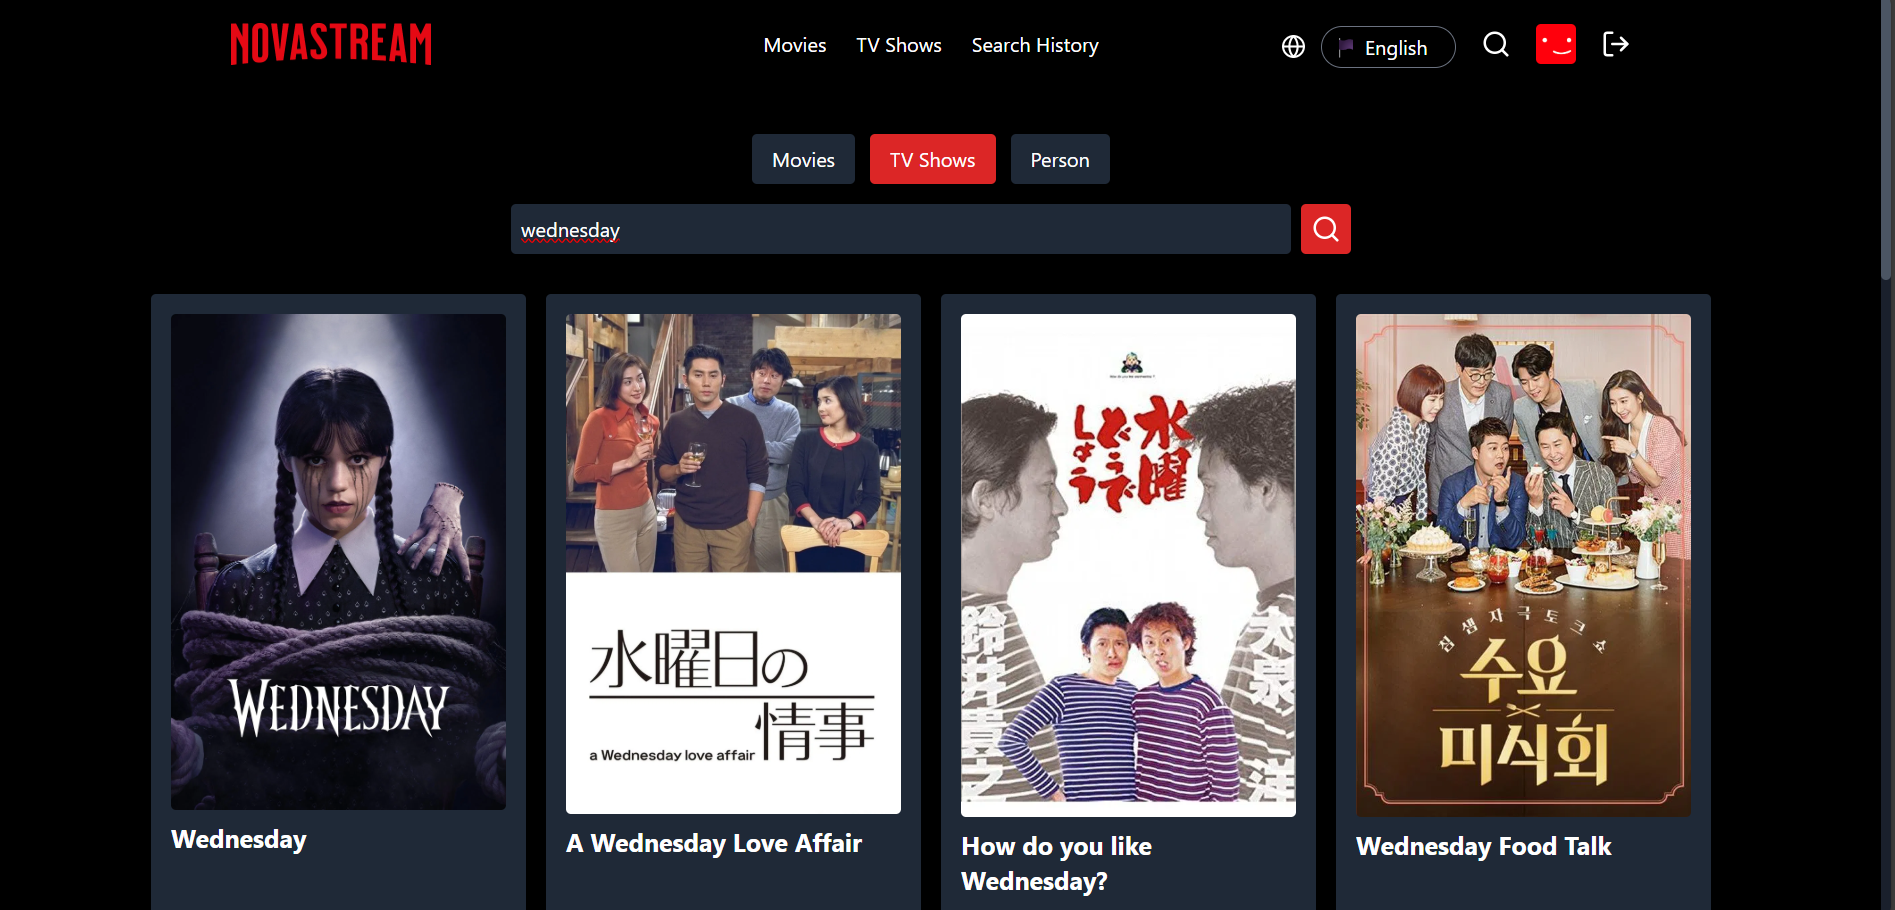 NOVASTREAM
Movies
TV Shows
Search History
English
Movies
TV Shows
Person
wednesday
WEDNESDAY
Wednesday
水曜日の
情事
a Wednesday love affair
A Wednesday Love Affair
水曜
どうで
しょう
鈴井貴之
大泉洋
How do you like
Wednesday?
침샘자극토크쇼
수요
미식회
Wednesday Food Talk